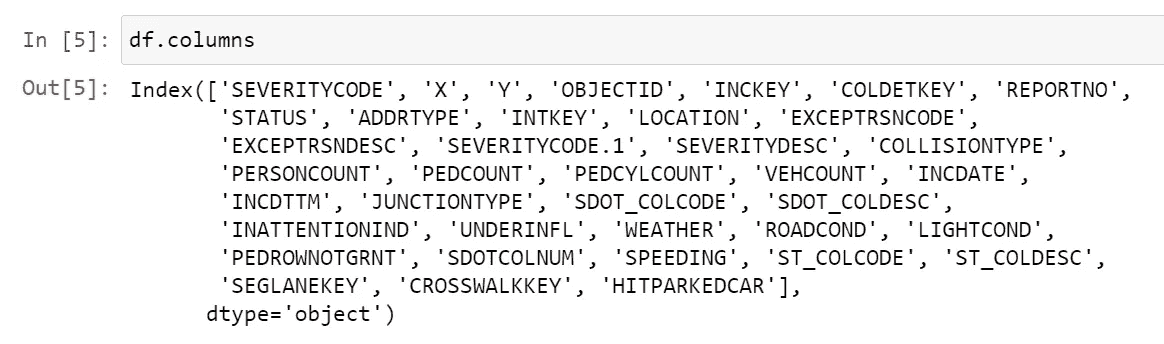 In [5]: df.columns
Out[5]: Index(['SEVERITYCODE', 'X', 'Y', 'OBJECTID', 'INCKEY', 'COLDETKEY', 'REPORTNO',
'STATUS', 'ADDRTYPE', 'INTKEY', 'LOCATION', 'EXCEPTRSNCODE',
'EXCEPTRSNDESC', 'SEVERITYCODE.1', 'SEVERITYDESC', 'COLLISIONTYPE',
'PERSONCOUNT', 'PEDCOUNT', 'PEDCYLCOUNT', 'VEHCOUNT', 'INCDATE',
'INCDTTM', 'JUNCTIONTYPE', 'SDOT_COLCODE', 'SDOT_COLDESC',
'INATTENTIONIND', 'UNDERINFL', 'WEATHER', 'ROADCOND', 'LIGHTCOND',
'PEDROWNOTGRNT', 'SDOTCOLNUM', 'SPEEDING', 'ST_COLCODE', 'ST_COLDESC',
'SEGLANEKEY', 'CROSSWALKKEY', 'HITPARKEDCAR'],
dtype='object')